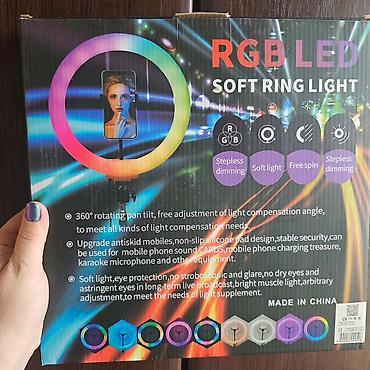 RGB LED
SOFT RING LIGHT
R
G B
Stepless
dimming
Soft light
Free spin
Stepless
dimming
360° rotating pan tilt, free adjustment of light compensation angle,
to meet all kinds of light compensation needs.
Upgrade antiskid mobiles,non-slip silicone pad design,stable security,can
be used for mobile phone sound CARDS,mobile phone charging treasure,
karaoke microphone and other equipment.
Soft light,eye protection,no stroboscopic and glare,no dry eyes and
astringent eyes in long-term live broadcast,bright muscle light,arbitrary
adjustment,to meet the needs of light supplement.
MADE IN CHINA